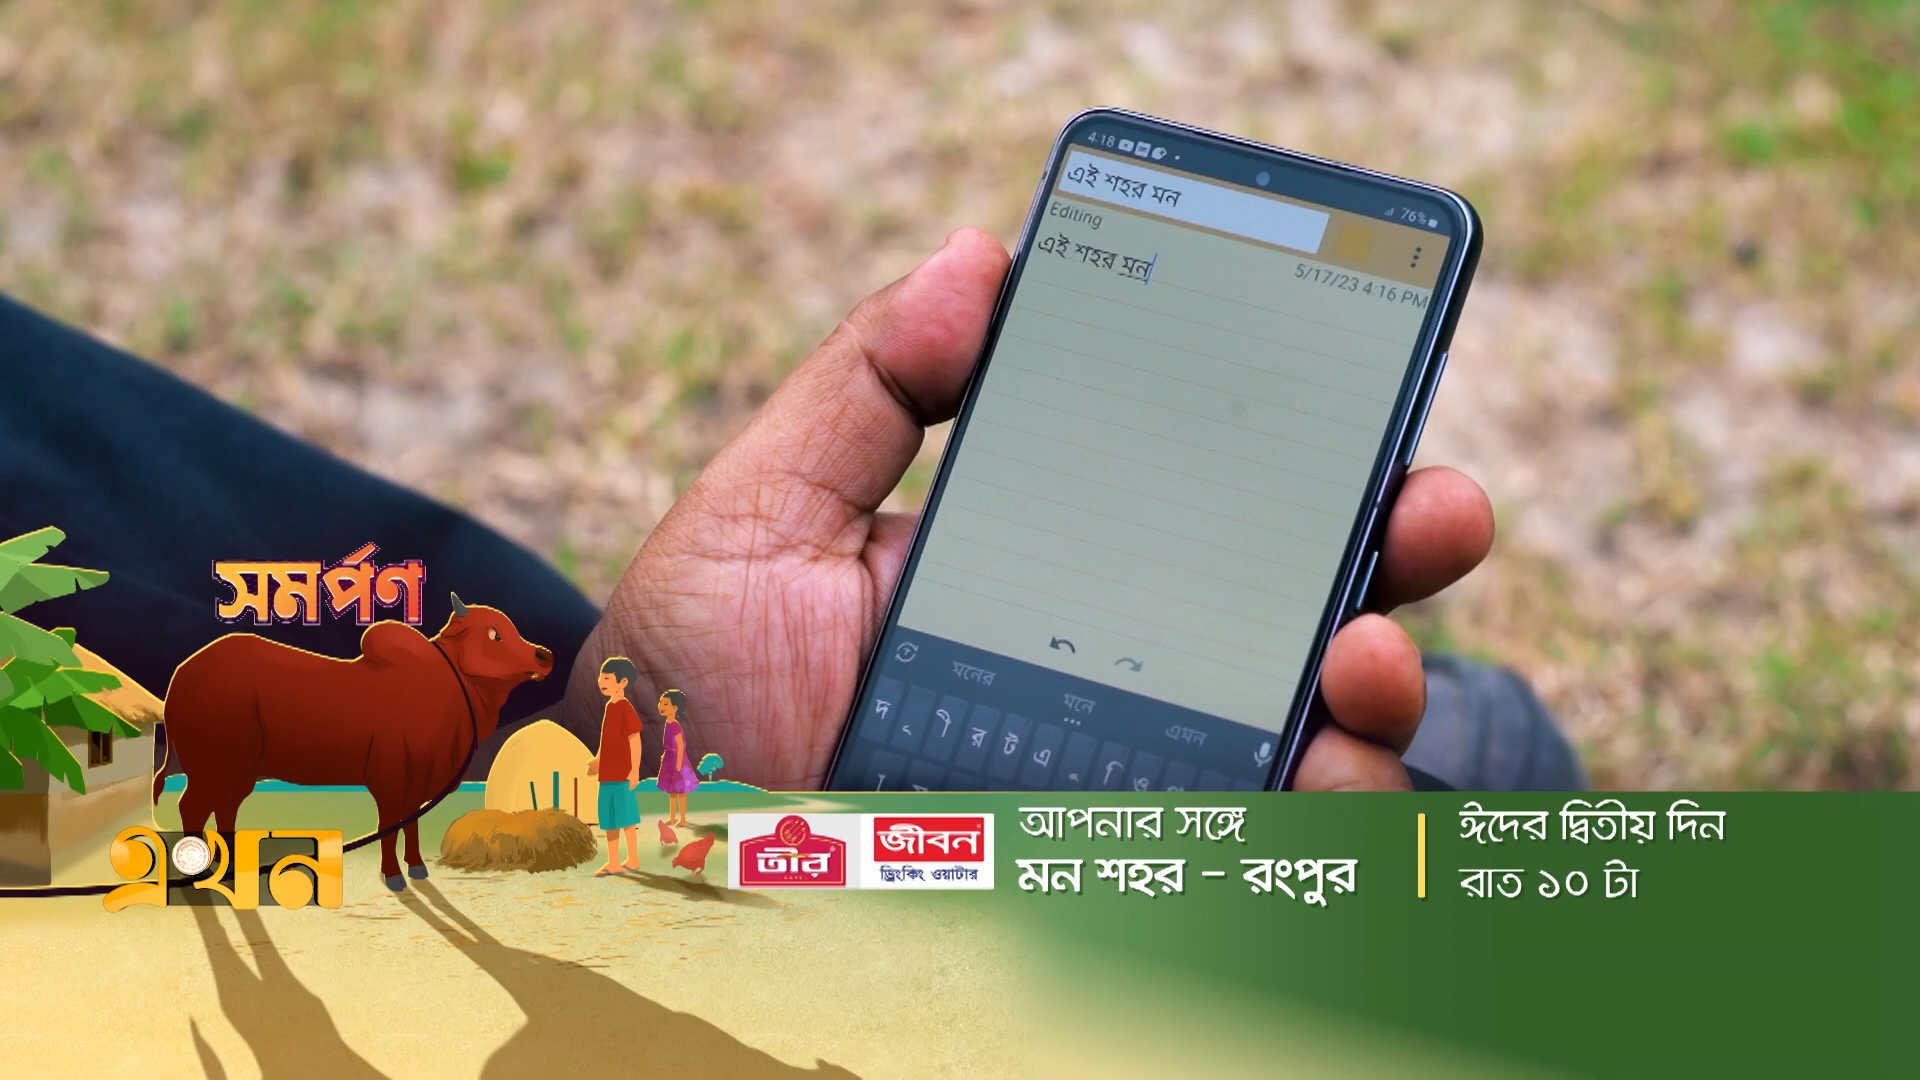 4:18
76%
এই শহর মন
Editing
5/17/23 4:16 PM
এই শহর মন
মনের
মনে
এমন
দ ূ ী র ট এ ু ি ও
সমর্পণ
এখন
তীর
জীবন
ড্রিংকিং ওয়াটার
আপনার সঙ্গে
মন শহর - রংপুর
ঈদের দ্বিতীয় দিন
রাত ১০ টা